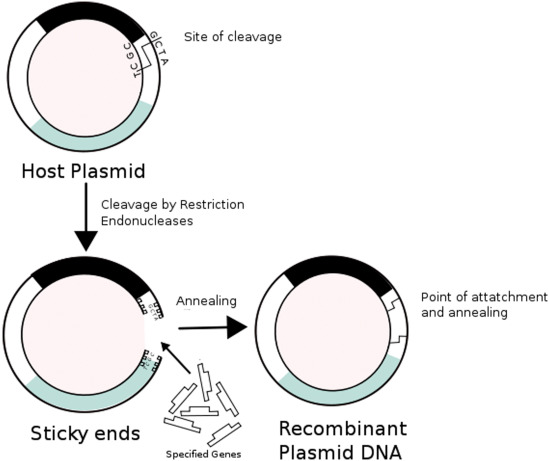 Site of cleavage
G C T A
T C G C
Host Plasmid
Cleavage by Restriction
Endonucleases
Annealing
Point of attatchment
and annealing
Sticky ends
Specified Genes
Recombinant
Plasmid DNA